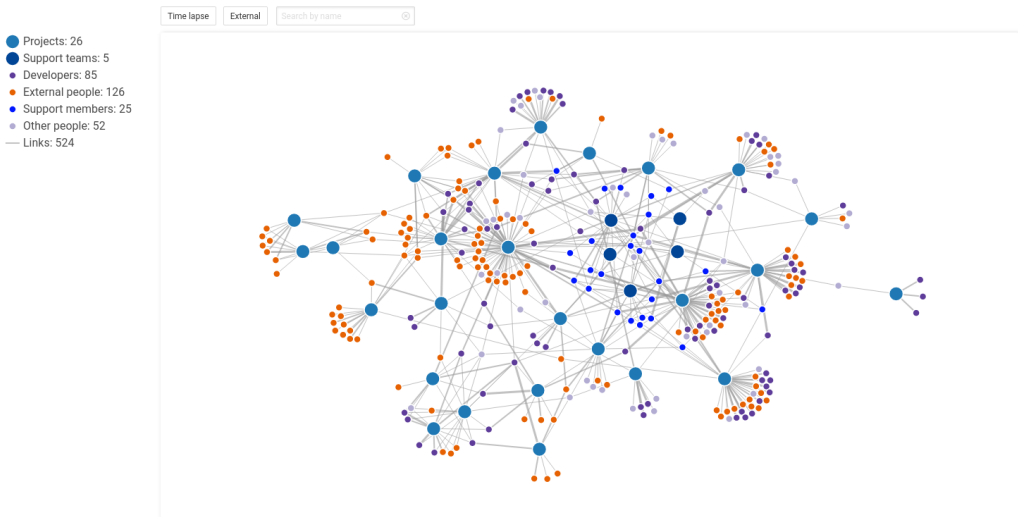 Time lapse
External
Search by name
Projects: 26
Support teams: 5
Developers: 85
External people: 126
Support members: 25
Other people: 52
Links: 524